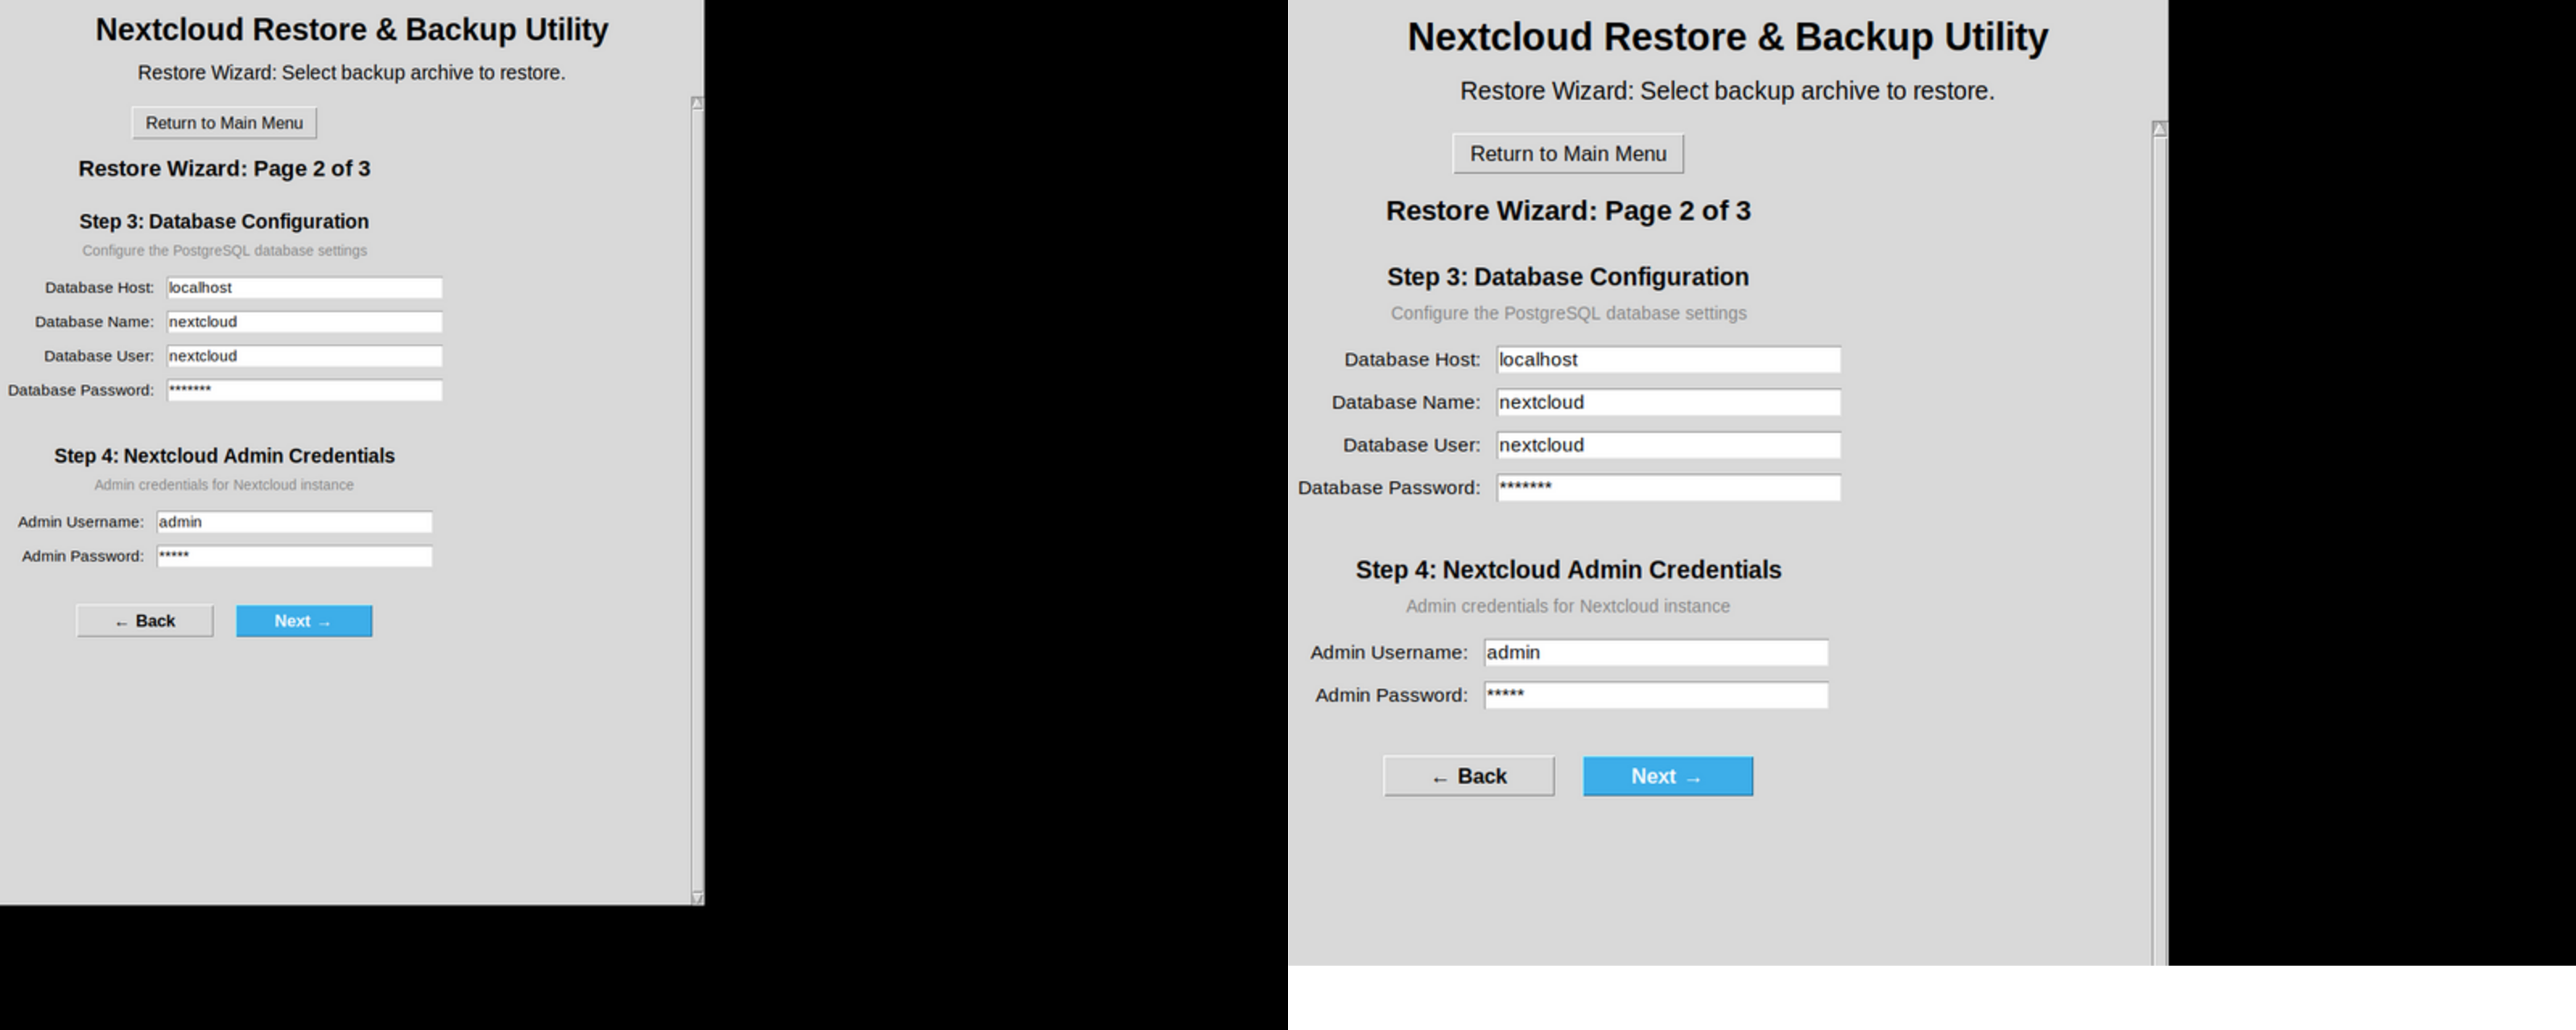 Nextcloud Restore & Backup Utility
Restore Wizard: Select backup archive to restore.
Return to Main Menu
Restore Wizard: Page 2 of 3
Step 3: Database Configuration
Configure the PostgreSQL database settings
Database Host: localhost
Database Name: nextcloud
Database User: nextcloud
Database Password: *******
Step 4: Nextcloud Admin Credentials
Admin credentials for Nextcloud instance
Admin Username: admin
Admin Password: *****
← Back Next →
Nextcloud Restore & Backup Utility
Restore Wizard: Select backup archive to restore.
Return to Main Menu
Restore Wizard: Page 2 of 3
Step 3: Database Configuration
Configure the PostgreSQL database settings
Database Host: localhost
Database Name: nextcloud
Database User: nextcloud
Database Password: *******
Step 4: Nextcloud Admin Credentials
Admin credentials for Nextcloud instance
Admin Username: admin
Admin Password: *****
← Back Next →